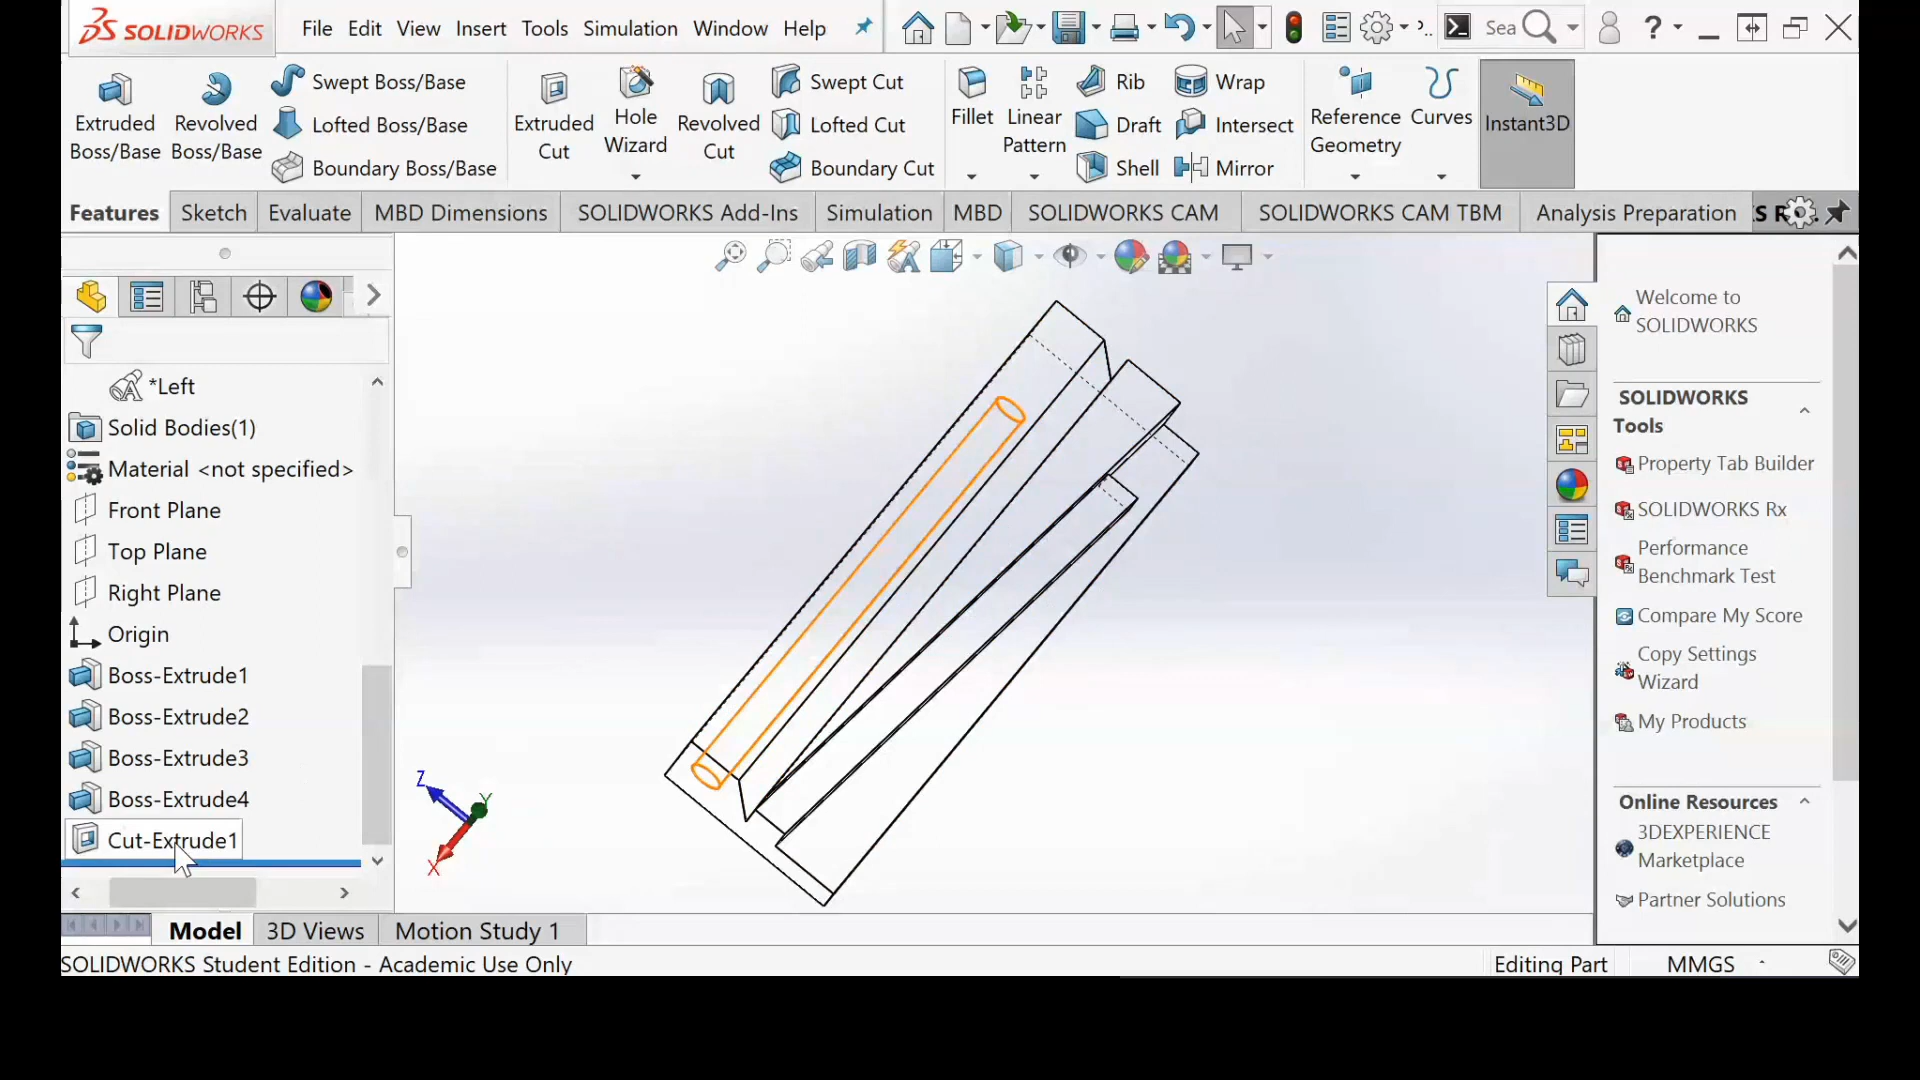 SOLIDWORKS
File Edit View Insert Tools Simulation Window Help
Sea
?
Extruded Boss/Base
Revolved Boss/Base
Swept Boss/Base
Lofted Boss/Base
Boundary Boss/Base
Extruded Cut
Hole Wizard
Revolved Cut
Swept Cut
Lofted Cut
Boundary Cut
Fillet
Linear Pattern
Rib
Draft
Shell
Wrap
Intersect
Mirror
Reference Geometry
Curves
Instant3D
Features Sketch Evaluate MBD Dimensions SOLIDWORKS Add-Ins Simulation MBD SOLIDWORKS CAM SOLIDWORKS CAM TBM Analysis Preparation
*Left
Solid Bodies(1)
Material <not specified>
Front Plane
Top Plane
Right Plane
Origin
Boss-Extrude1
Boss-Extrude2
Boss-Extrude3
Boss-Extrude4
Cut-Extrude1
Z
Y
X
Welcome to
SOLIDWORKS
SOLIDWORKS
Tools
Property Tab Builder
SOLIDWORKS Rx
Performance
Benchmark Test
Compare My Score
Copy Settings
Wizard
My Products
Online Resources
3DEXPERIENCE
Marketplace
Partner Solutions
Model 3D Views Motion Study 1
SOLIDWORKS Student Edition - Academic Use Only
Editing Part MMGS